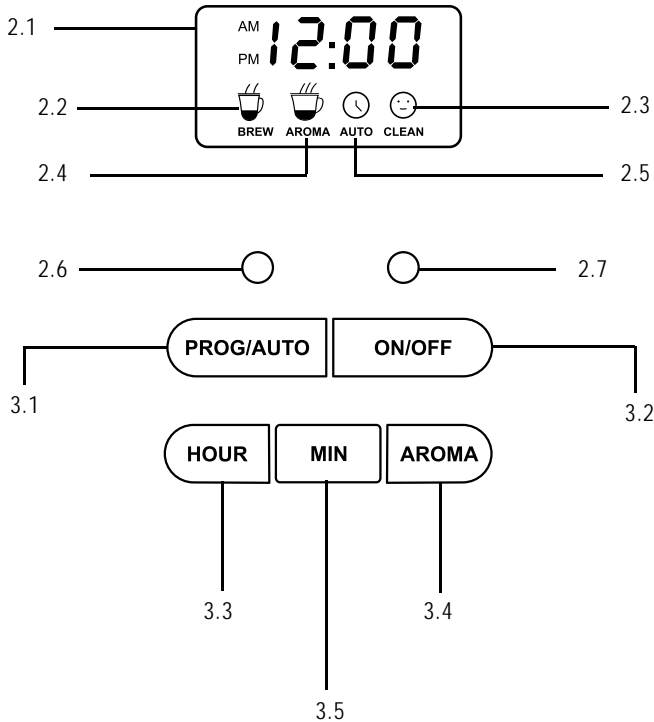 2.1
AM
12:00
PM
2.2
2.3
BREW AROMA AUTO CLEAN
2.4
2.5
2.6
2.7
PROG/AUTO ON/OFF
3.1
3.2
HOUR MIN AROMA
3.3
3.4
3.5